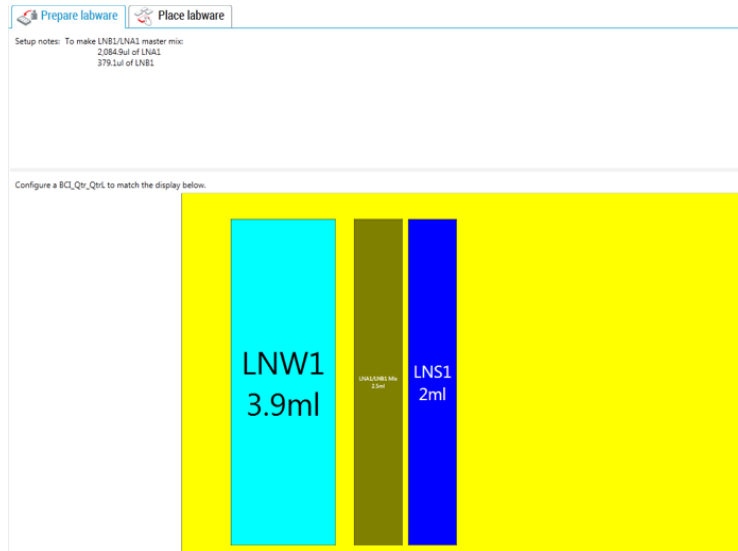 Prepare labware
Place labware
Setup notes: To make LNB1/LNA1 master mix:
2,084.9ul of LNA1
379.1ul of LNB1
Configure a BCI_Qtr_QtrL to match the display below.
LNW1
3.9ml
LNA1/LNB1 Mix
2.5ml
LNS1
2ml